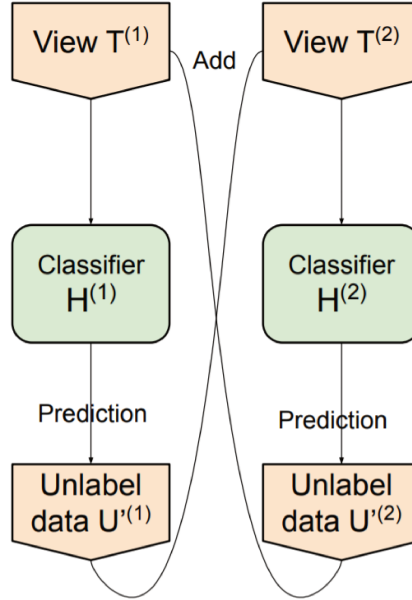 View T⁽¹⁾
Add
View T⁽²⁾
Classifier
H⁽¹⁾
Classifier
H⁽²⁾
Prediction
Prediction
Unlabel
data U'⁽¹⁾
Unlabel
data U'⁽²⁾